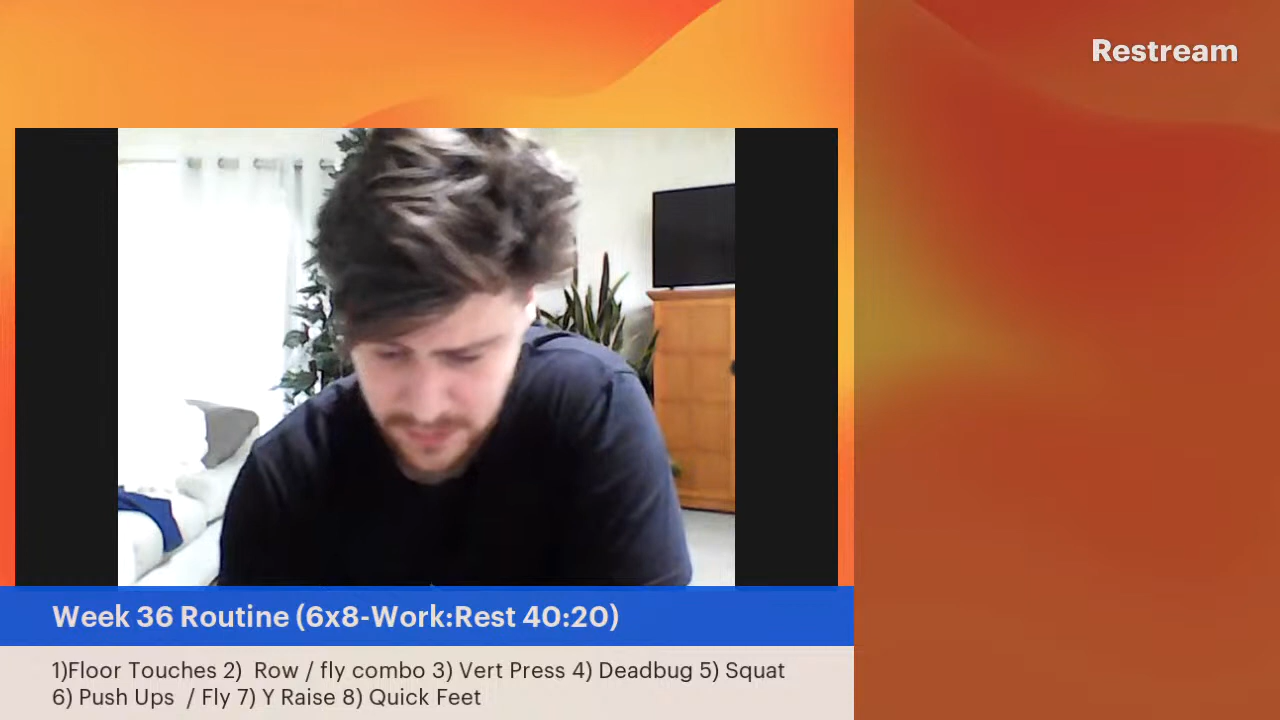 Restream
Week 36 Routine (6x8-Work:Rest 40:20)
1)Floor Touches 2)  Row / fly combo 3) Vert Press 4) Deadbug 5) Squat
6) Push Ups  / Fly 7) Y Raise 8) Quick Feet